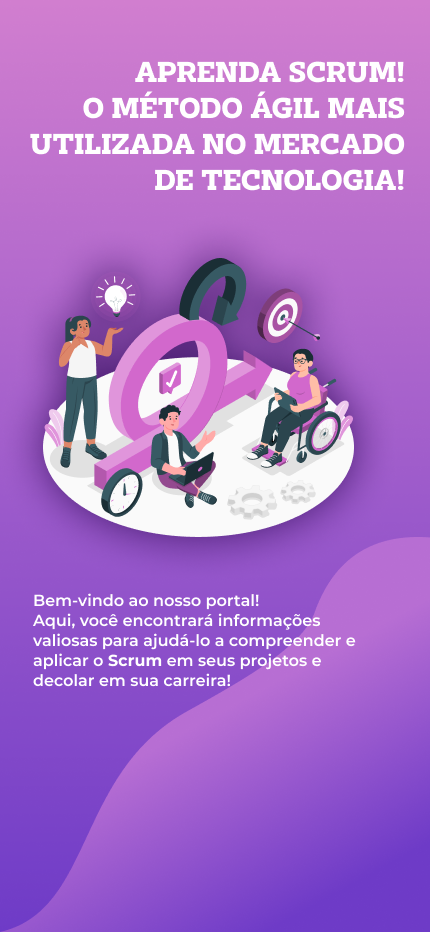 APRENDA SCRUM!
O MÉTODO ÁGIL MAIS
UTILIZADA NO MERCADO
DE TECNOLOGIA!
Bem-vindo ao nosso portal!
Aqui, você encontrará informações
valiosas para ajudá-lo a compreender e
aplicar o Scrum em seus projetos e
decolar em sua carreira!